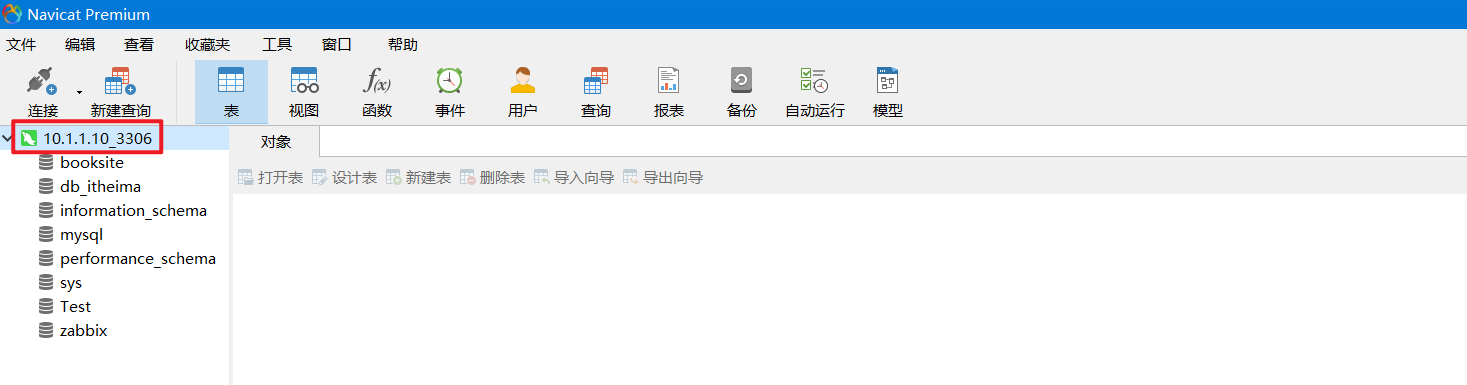 Navicat Premium
文件 编辑 查看 收藏夹 工具 窗口 帮助
连接 新建查询 表 视图 函数 事件 用户 查询 报表 备份 自动运行 模型
f(x)
10.1.1.10_3306
booksite
db_itheima
information_schema
mysql
performance_schema
sys
Test
zabbix
对象
打开表 设计表 新建表 删除表 导入向导 导出向导